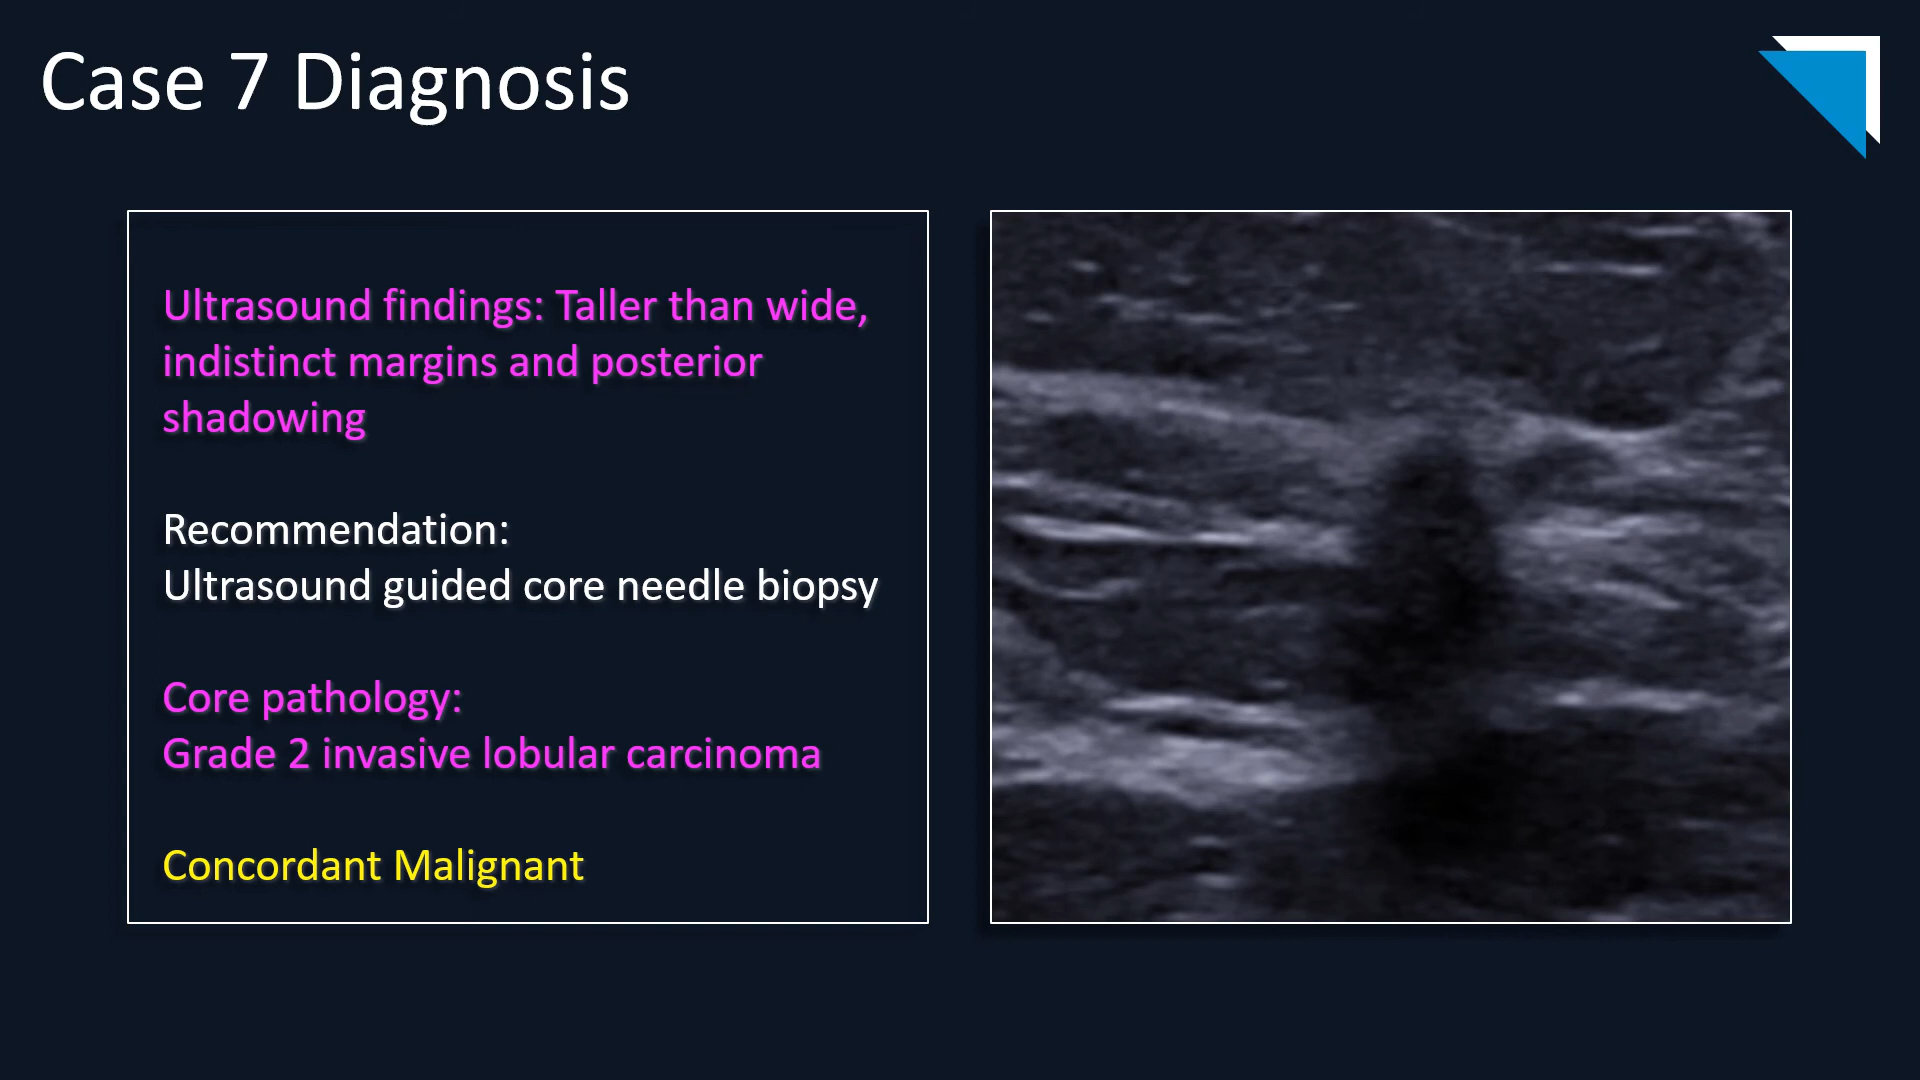 Case 7 Diagnosis
Ultrasound findings: Taller than wide,
indistinct margins and posterior
shadowing
Recommendation:
Ultrasound guided core needle biopsy
Core pathology:
Grade 2 invasive lobular carcinoma
Concordant Malignant